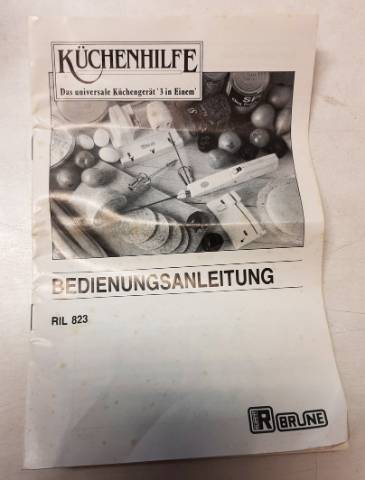 KÜCHENHILFE
Das universale Küchengerät '3 in Einem'
BEDIENUNGSANLEITUNG
RIL 823
R BRUNE